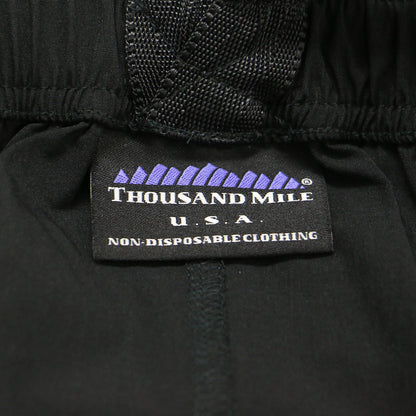 THOUSAND MILE®
U.S.A.
NON-DISPOSABLE CLOTHING